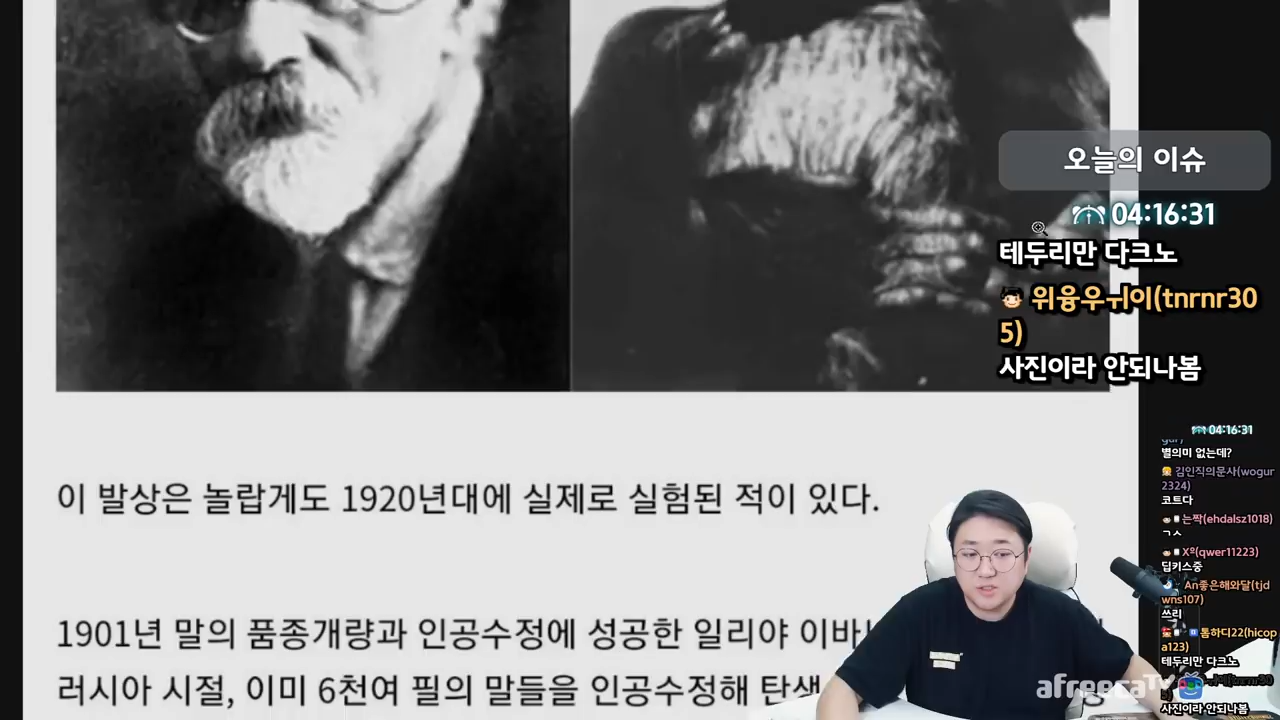 오늘의 이슈
04:16:31
테두리만 다크노
위융우ㅟ이(tnrnr30
5)
사진이라 안되나봄
이 발상은 놀랍게도 1920년대에 실제로 실험된 적이 있다.
1901년 말의 품종개량과 인공수정에 성공한 일리야
러시아 시절, 이미 6천여 필의 말들을 인공수정해
04:16:31
별의미 없는데?
김인직의문사(wogur
2324)
코트다
는짝(ehdalsz1018)
ㄱㅅ
(qwer11223)
딥키스중
An좋은해와달(tjd
wns107)
쓰리
톰하디22(hicop
a123)
테두리만 다크노
사진이라 안되나봄
afreecaTV